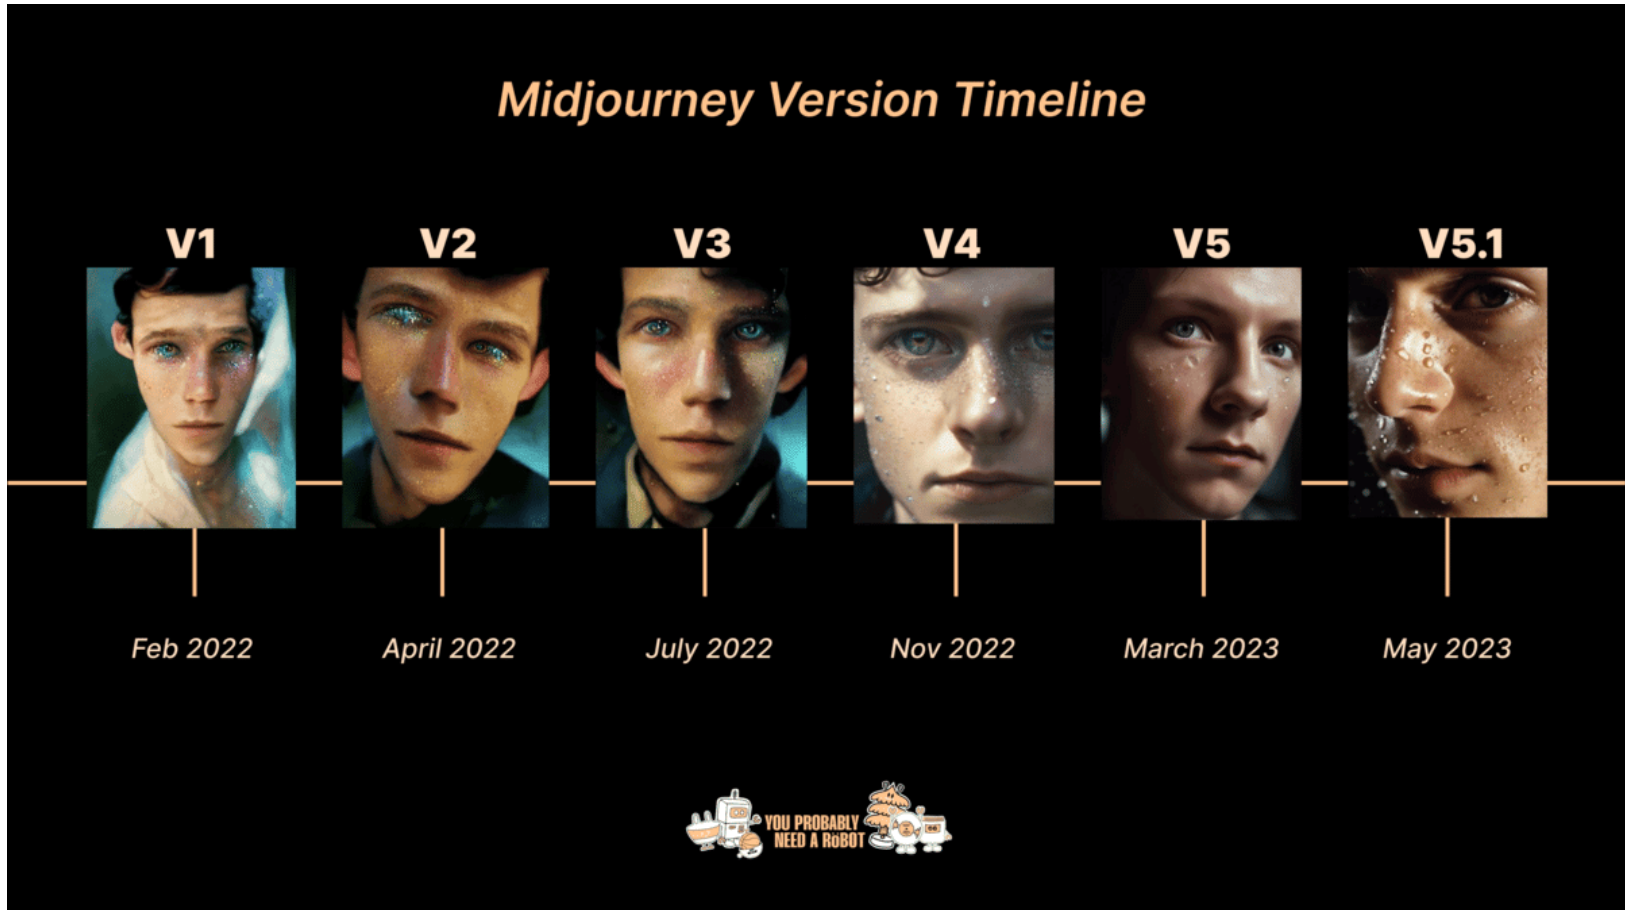 Midjourney Version Timeline
V1 V2 V3 V4 V5 V5.1
Feb 2022 April 2022 July 2022 Nov 2022 March 2023 May 2023
YOU PROBABLY
NEED A RöBOT